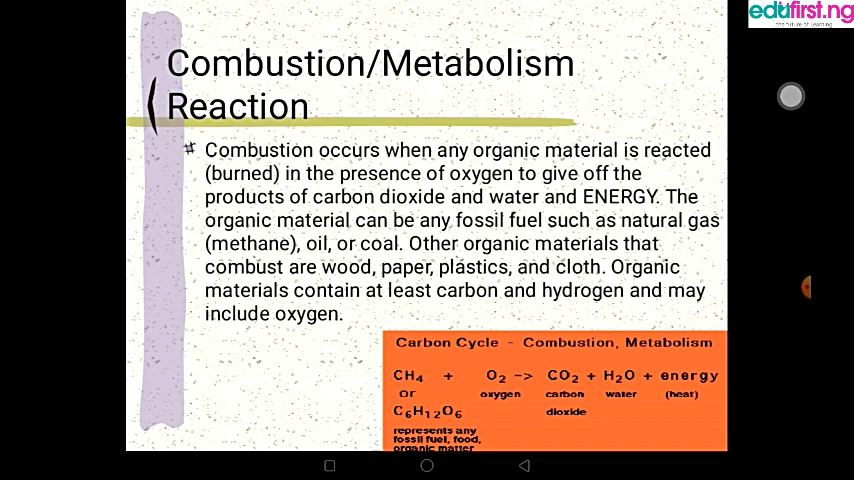 edufirst.ng
the future of learning
Combustion/Metabolism
Reaction
Combustion occurs when any organic material is reacted
(burned) in the presence of oxygen to give off the
products of carbon dioxide and water and ENERGY. The
organic material can be any fossil fuel such as natural gas
(methane), oil, or coal. Other organic materials that
combust are wood, paper, plastics, and cloth. Organic
materials contain at least carbon and hydrogen and may
include oxygen.
Carbon Cycle - Combustion, Metabolism
CH₄ + O₂ -> CO₂ + H₂O + energy
or oxygen carbon water (heat)
C₆H₁₂O₆ dioxide
represents any
fossil fuel, food,
organic matter